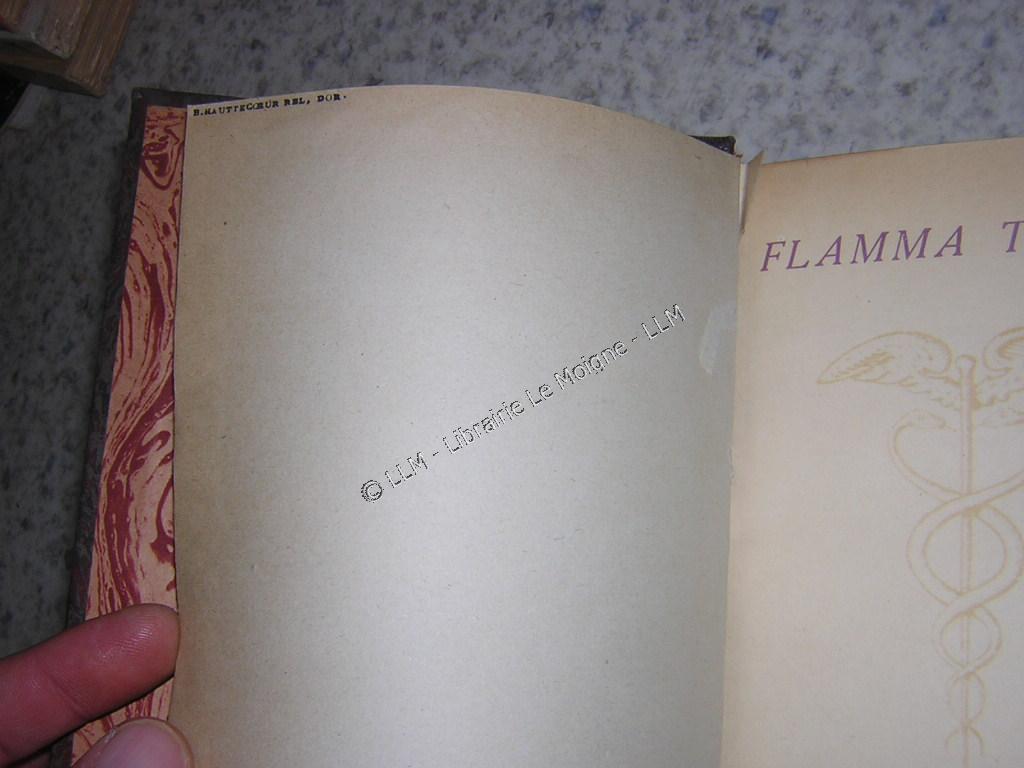 B.HAUTTECŒUR REL, DOR.
FLAMMA T
© LLM - Librairie Le Moigne - LLM